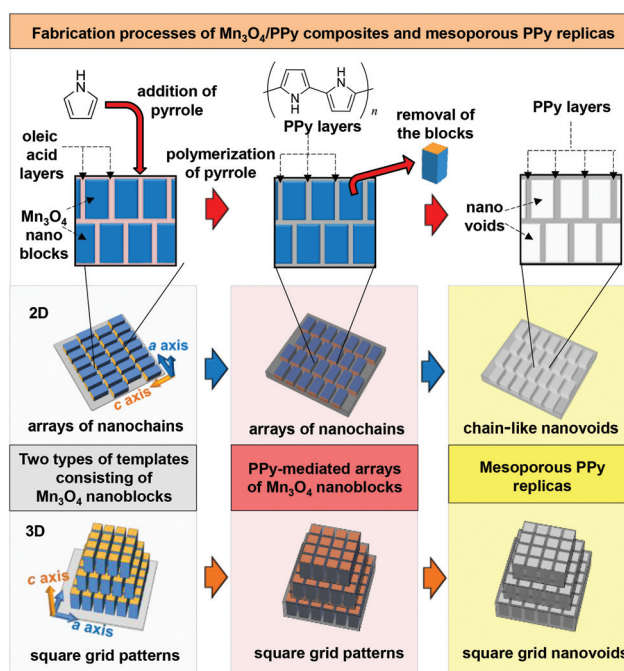 Fabrication processes of Mn₃O₄/PPy composites and mesoporous PPy replicas
H
N
addition of
pyrrole
oleic
acid
layers
Mn₃O₄
nano
blocks
polymerization
of pyrrole
H
N
N
H
n
PPy layers
removal of
the blocks
PPy layers
nano
voids
2D
a axis
c axis
arrays of nanochains
arrays of nanochains
chain-like nanovoids
Two types of templates
consisting of
Mn₃O₄ nanoblocks
PPy-mediated arrays
of Mn₃O₄ nanoblocks
Mesoporous PPy
replicas
3D
c axis
a axis
square grid patterns
square grid patterns
square grid nanovoids